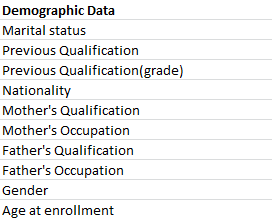 Demographic Data
Marital status
Previous Qualification
Previous Qualification(grade)
Nationality
Mother's Qualification
Mother's Occupation
Father's Qualification
Father's Occupation
Gender
Age at enrollment